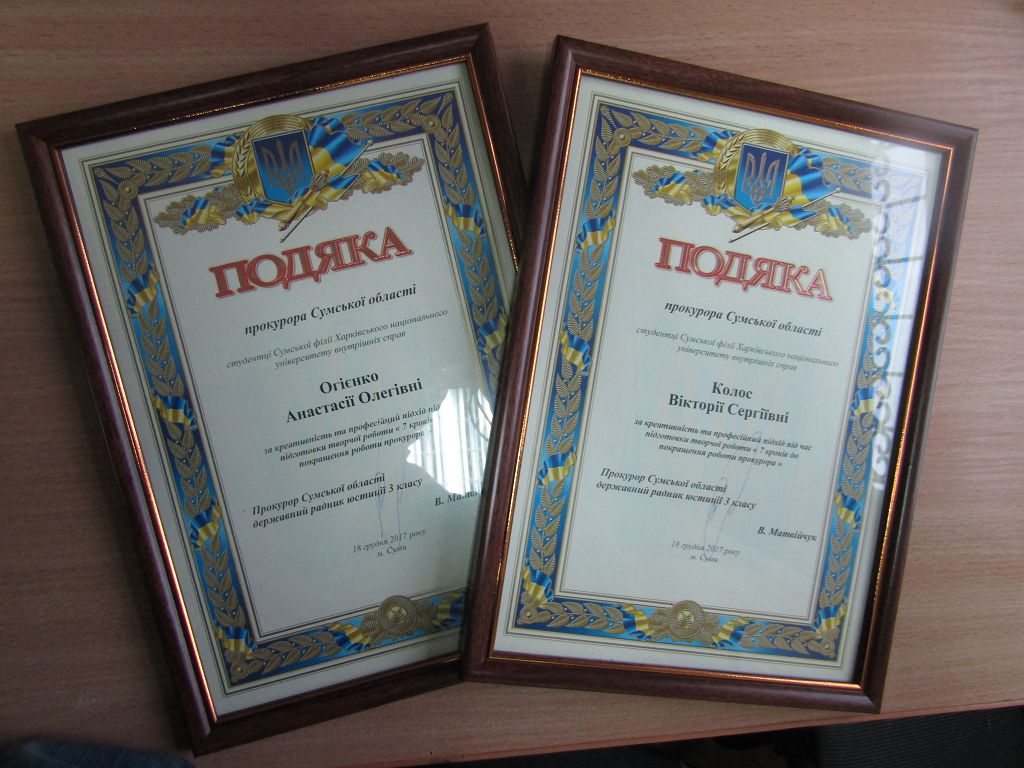 ПОДЯКА
прокурора Сумської області
студентці Сумської філії Харківського національного
університету внутрішніх справ
Огієнко
Анастасії Олегівні
за креативність та професійний підхід під
підготовки творчої роботи « 7 кроків
покращення роботи прокурора
Прокурор Сумської області
державний радник юстиції 3 класу
В.
18 грудня 2017 року
м. Суми
ПОДЯКА
прокурора Сумської області
студентці Сумської філії Харківського національного
університету внутрішніх справ
Колос
Вікторії Сергіївні
за креативність та професійний підхід під час
підготовки творчої роботи « 7 кроків до
покращення роботи прокурора »
Прокурор Сумської області
державний радник юстиції 3 класу
В. Матвійчук
18 грудня 2017 року
м. Суми